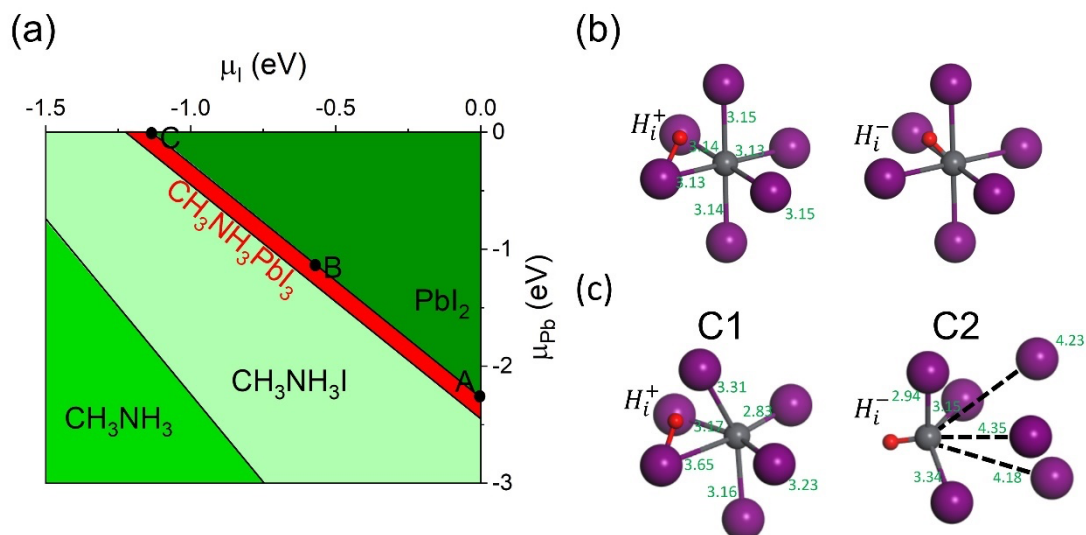 (a)
μ_I (eV)
-1.5 -1.0 -0.5 0.0
0
-1
-2
-3
μ_Pb (eV)
C
B
A
CH₃NH₃PbI₃
PbI₂
CH₃NH₃I
CH₃NH₃
(b)
H_i^+
3.15
3.14
3.13
3.13
3.14
3.15
H_i^-
(c)
C1
H_i^+
3.31
2.83
3.17
3.65
3.16
3.23
C2
H_i^-
2.94
3.15
4.23
4.35
3.34
4.18